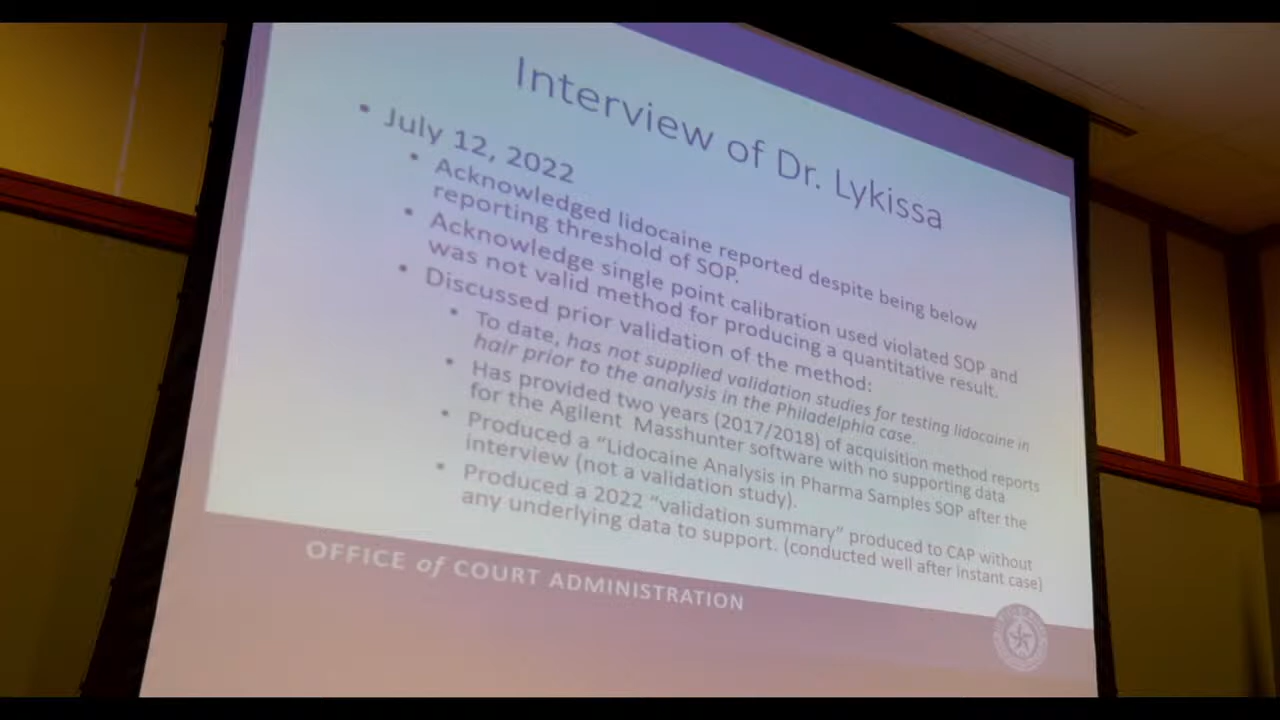 Interview of Dr. Lykissa
• July 12, 2022
• Acknowledged lidocaine reported despite being below
reporting threshold of SOP.
• Acknowledge single point calibration used violated SOP and
was not valid method for producing a quantitative result.
• Discussed prior validation of the method:
• To date, has not supplied validation studies for testing lidocaine in
hair prior to the analysis in the Philadelphia case.
• Has provided two years (2017/2018) of acquisition method reports
for the Agilent Masshunter software with no supporting data
• Produced a “Lidocaine Analysis in Pharma Samples SOP after the
interview (not a validation study).
• Produced a 2022 “validation summary” produced to CAP without
any underlying data to support. (conducted well after instant case)
OFFICE of COURT ADMINISTRATION